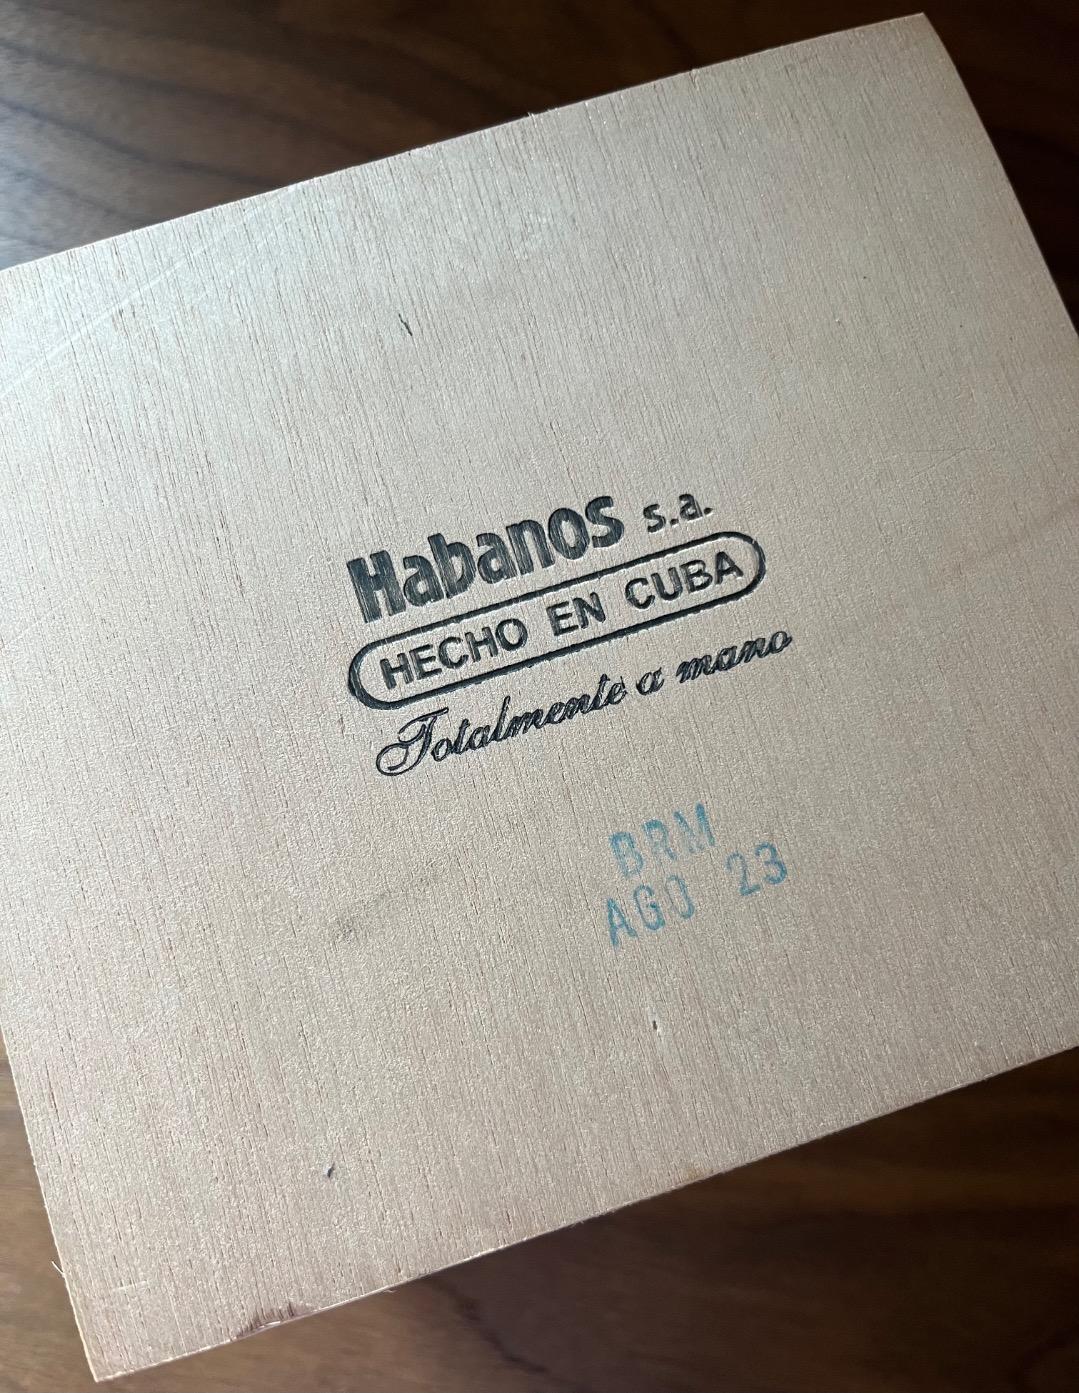 Habanos s.a.
HECHO EN CUBA
Totalmente a mano
BRM
AGO 23